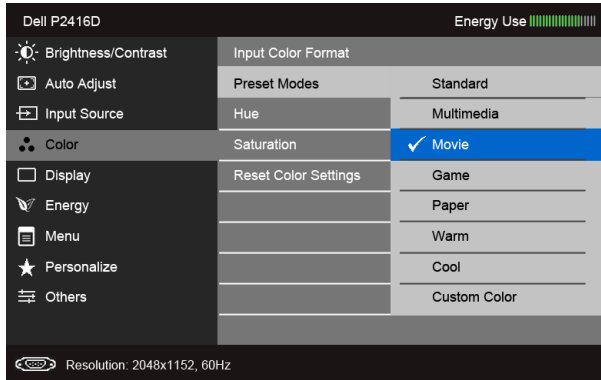 Dell P2416D Energy Use
Brightness/Contrast Input Color Format
Auto Adjust Preset Modes Standard
Input Source Hue Multimedia
Color Saturation Movie
Display Reset Color Settings Game
Energy Paper
Menu Warm
Personalize Cool
Others Custom Color
Resolution: 2048x1152, 60Hz